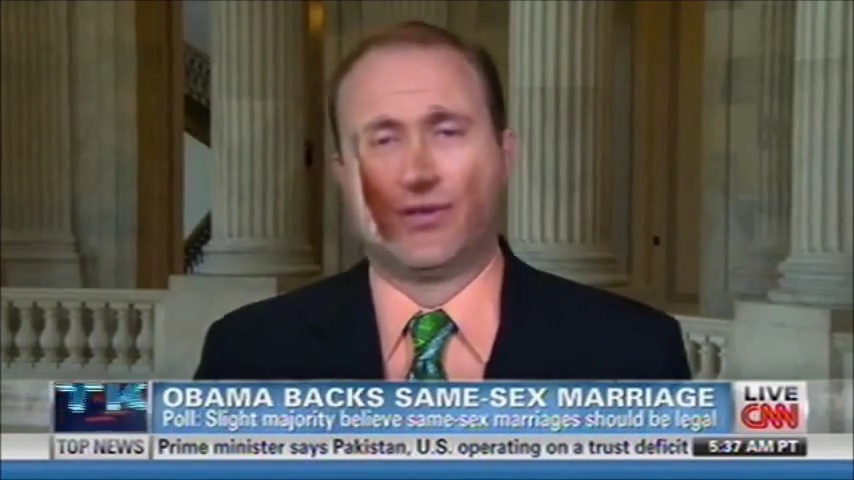 OBAMA BACKS SAME-SEX MARRIAGE
Poll: Slight majority believe same-sex marriages should be legal
LIVE
CNN
TOP NEWS Prime minister says Pakistan, U.S. operating on a trust deficit 5:37 AM PT